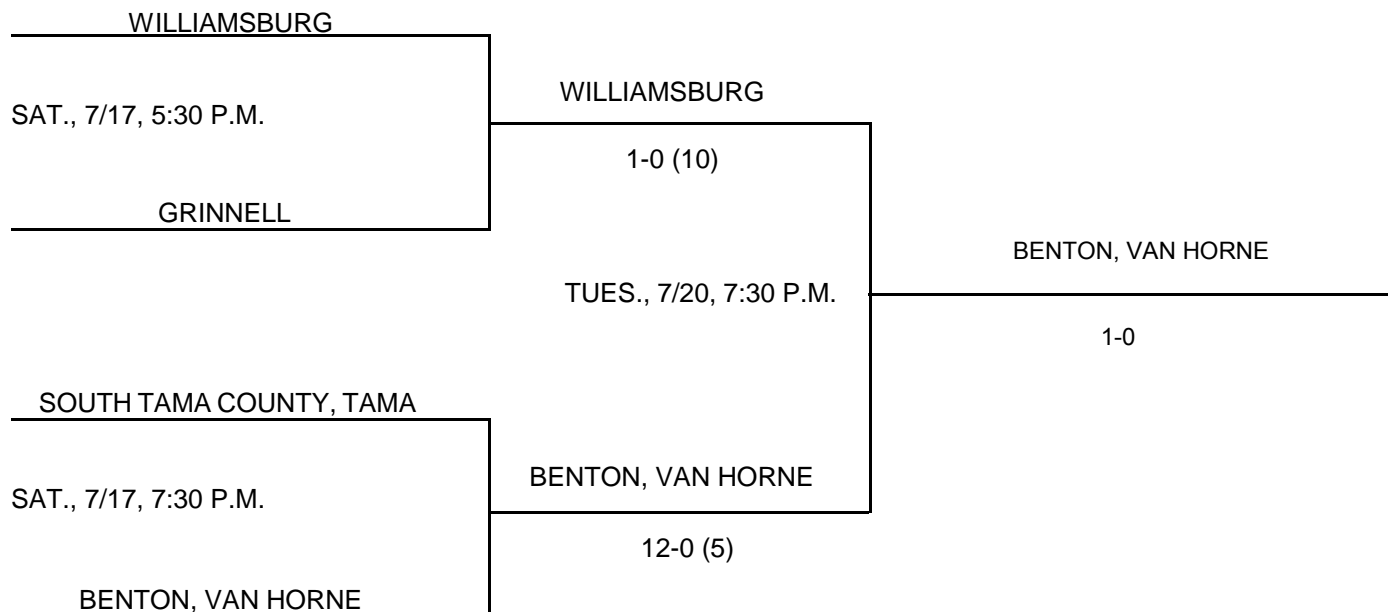 WILLIAMSBURG
SAT., 7/17, 5:30 P.M.
GRINNELL
WILLIAMSBURG
1-0 (10)
TUES., 7/20, 7:30 P.M.
BENTON, VAN HORNE
1-0
SOUTH TAMA COUNTY, TAMA
SAT., 7/17, 7:30 P.M.
BENTON, VAN HORNE
BENTON, VAN HORNE
12-0 (5)